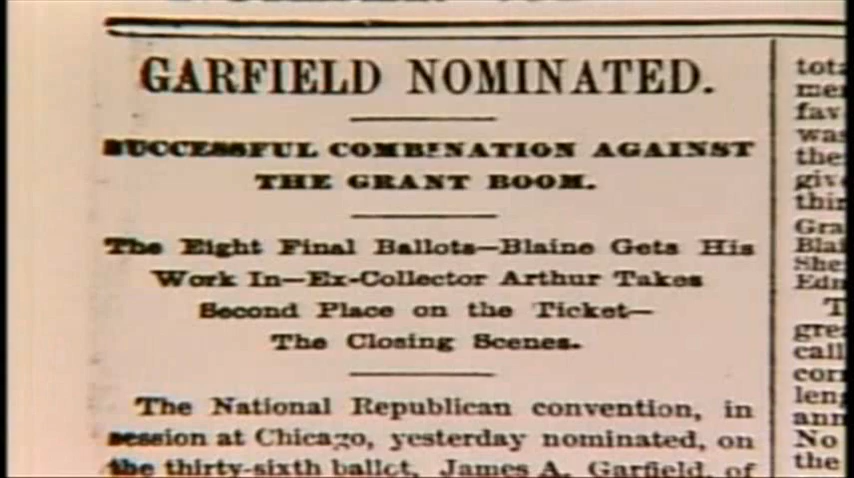 GARFIELD NOMINATED.
SUCCESSFUL COMBINATION AGAINST
THE GRANT BOOM.
The Eight Final Ballots—Blaine Gets His
Work In—Ex-Collector Arthur Takes
Second Place on the Ticket—
The Closing Scenes.
The National Republican convention, in
session at Chicago, yesterday nominated, on
the thirty-sixth ballot, James A. Garfield, of